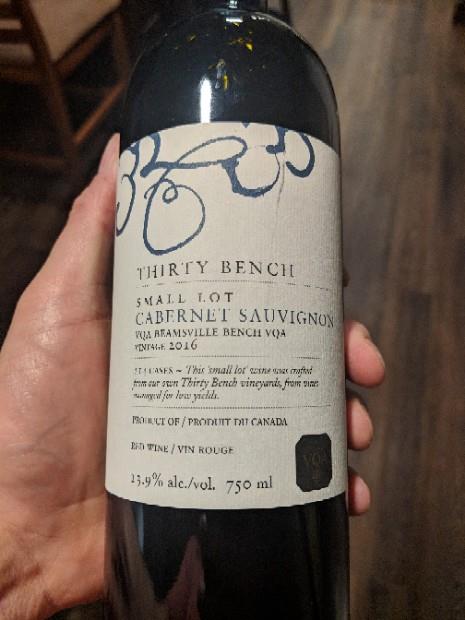 THIRTY BENCH
SMALL LOT
CABERNET SAUVIGNON
VQA BEAMSVILLE BENCH VQA
VINTAGE 2016
CASES ~ This 'small lot' wine was crafted
from our own Thirty Bench vineyards, from vines
managed for low yields.
PRODUCT OF / PRODUIT DU CANADA
RED WINE / VIN ROUGE
13.9% alc./vol. 750 ml
VQA